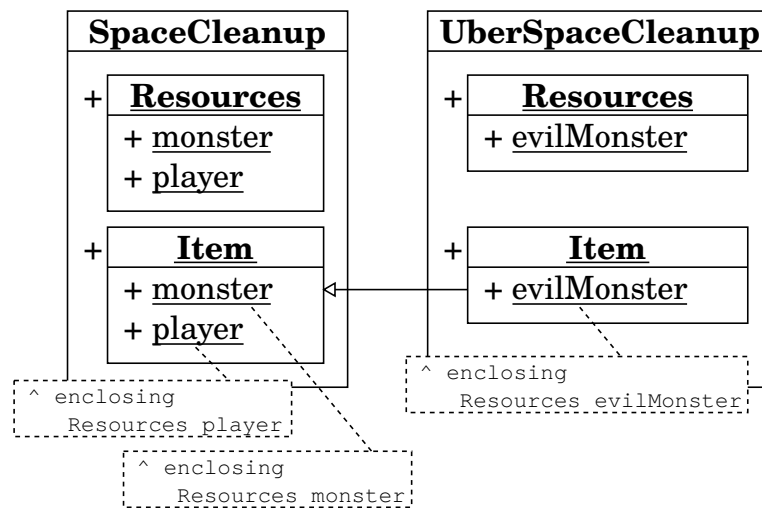 SpaceCleanup
+ Resources
+ monster
+ player
+ Item
+ monster
+ player
^ enclosing
Resources player
^ enclosing
Resources monster
UberSpaceCleanup
+ Resources
+ evilMonster
+ Item
+ evilMonster
^ enclosing
Resources evilMonster